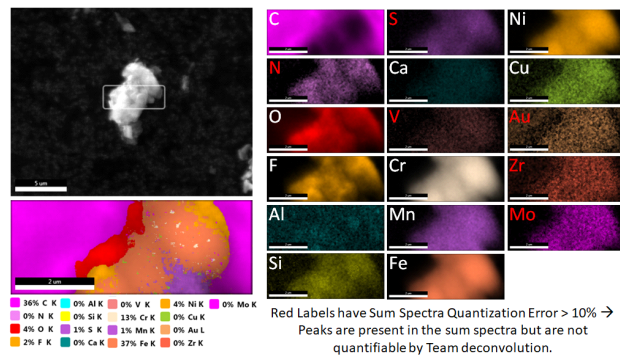 C
S
Ni
N
Ca
Cu
O
V
Au
F
Cr
Zr
Al
Mn
Mo
Si
Fe
5 um
2 um
36% C K
0% Al K
0% V K
4% Ni K
0% Mo K
0% N K
0% Si K
13% Cr K
0% Cu K
4% O K
1% S K
1% Mn K
0% Au L
2% F K
0% Ca K
37% Fe K
0% Zr K
Red Labels have Sum Spectra Quantization Error > 10% →
Peaks are present in the sum spectra but are not
quantifiable by Team deconvolution.